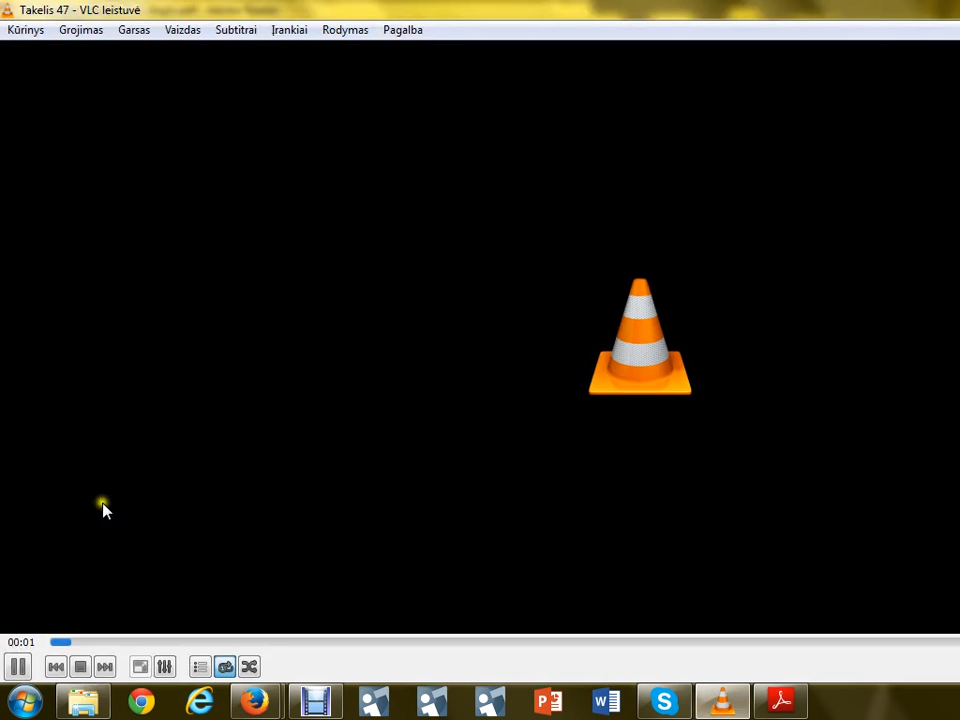 Takelis 47 - VLC leistuvė
Kūrinys Grojimas Garsas Vaizdas Subtitrai Įrankiai Rodymas Pagalba
00:01